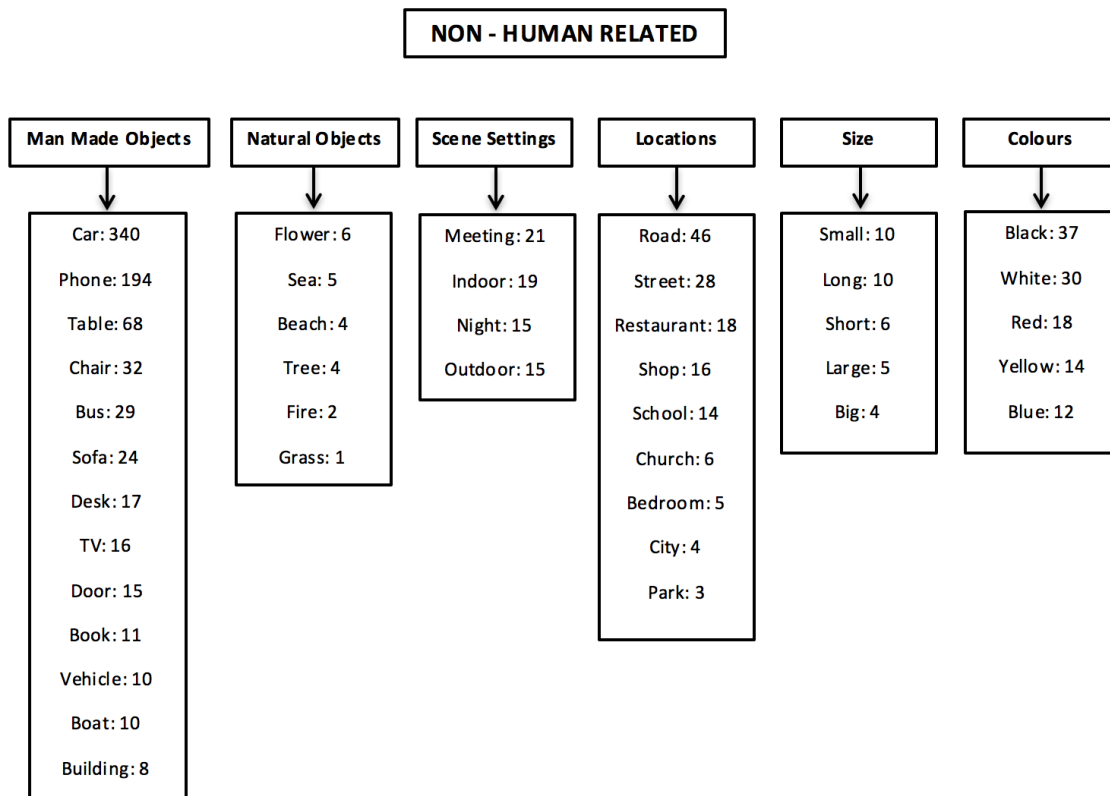 NON - HUMAN RELATED
Man Made Objects
Car: 340
Phone: 194
Table: 68
Chair: 32
Bus: 29
Sofa: 24
Desk: 17
TV: 16
Door: 15
Book: 11
Vehicle: 10
Boat: 10
Building: 8
Natural Objects
Flower: 6
Sea: 5
Beach: 4
Tree: 4
Fire: 2
Grass: 1
Scene Settings
Meeting: 21
Indoor: 19
Night: 15
Outdoor: 15
Locations
Road: 46
Street: 28
Restaurant: 18
Shop: 16
School: 14
Church: 6
Bedroom: 5
City: 4
Park: 3
Size
Small: 10
Long: 10
Short: 6
Large: 5
Big: 4
Colours
Black: 37
White: 30
Red: 18
Yellow: 14
Blue: 12